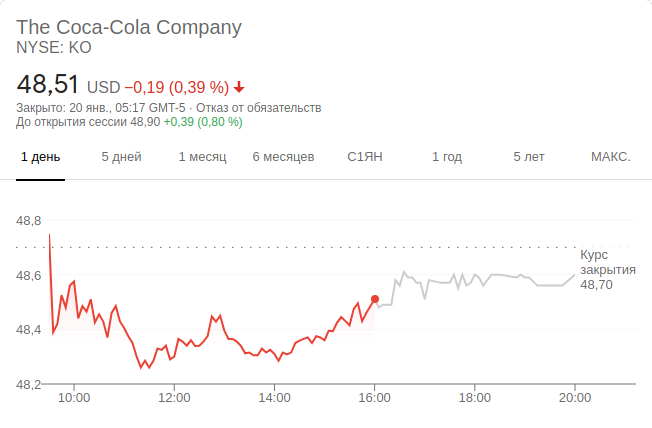 The Coca-Cola Company
NYSE: KO
48,51 USD −0,19 (0,39 %)
Закрыто: 20 янв., 05:17 GMT-5 · Отказ от обязательств
До открытия сессии 48,90 +0,39 (0,80 %)
1 день 5 дней 1 месяц 6 месяцев С1ЯН 1 год 5 лет МАКС.
48,8
Курс
закрытия
48,70
48,6
48,4
48,2
10:00 12:00 14:00 16:00 18:00 20:00